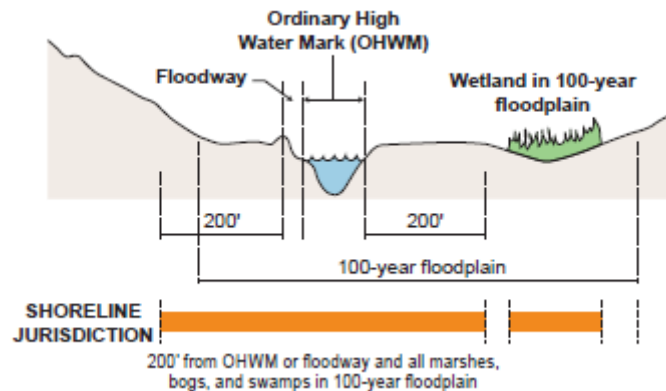 Ordinary High
Water Mark (OHWM)
Floodway
Wetland in 100-year
floodplain
200'
200'
100-year floodplain
SHORELINE
JURISDICTION
200' from OHWM or floodway and all marshes,
bogs, and swamps in 100-year floodplain